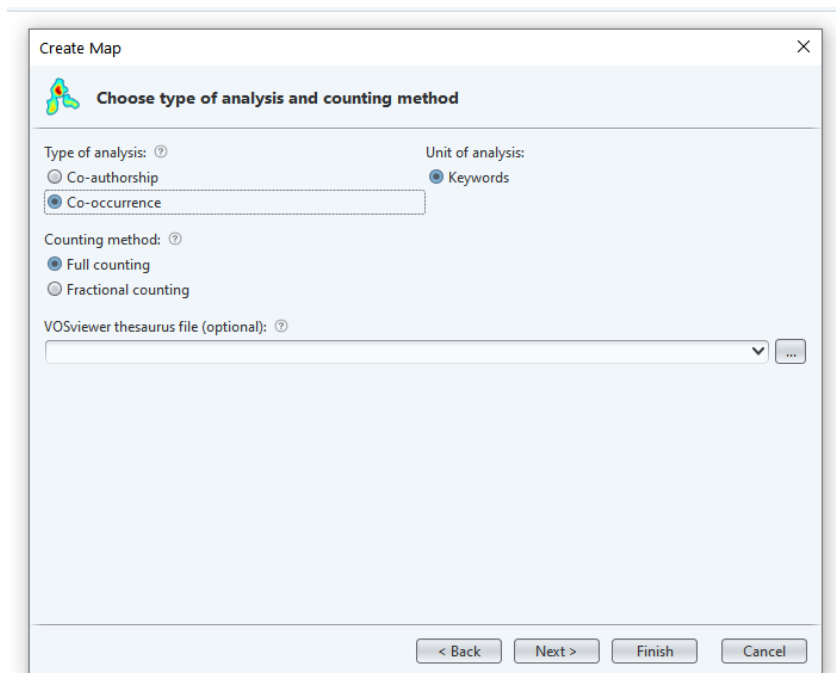 Create Map
Choose type of analysis and counting method
Type of analysis: ?
Unit of analysis:
Co-authorship
Keywords
Co-occurrence
Counting method: ?
Full counting
Fractional counting
VOSviewer thesaurus file (optional): ?
...
< Back Next > Finish Cancel